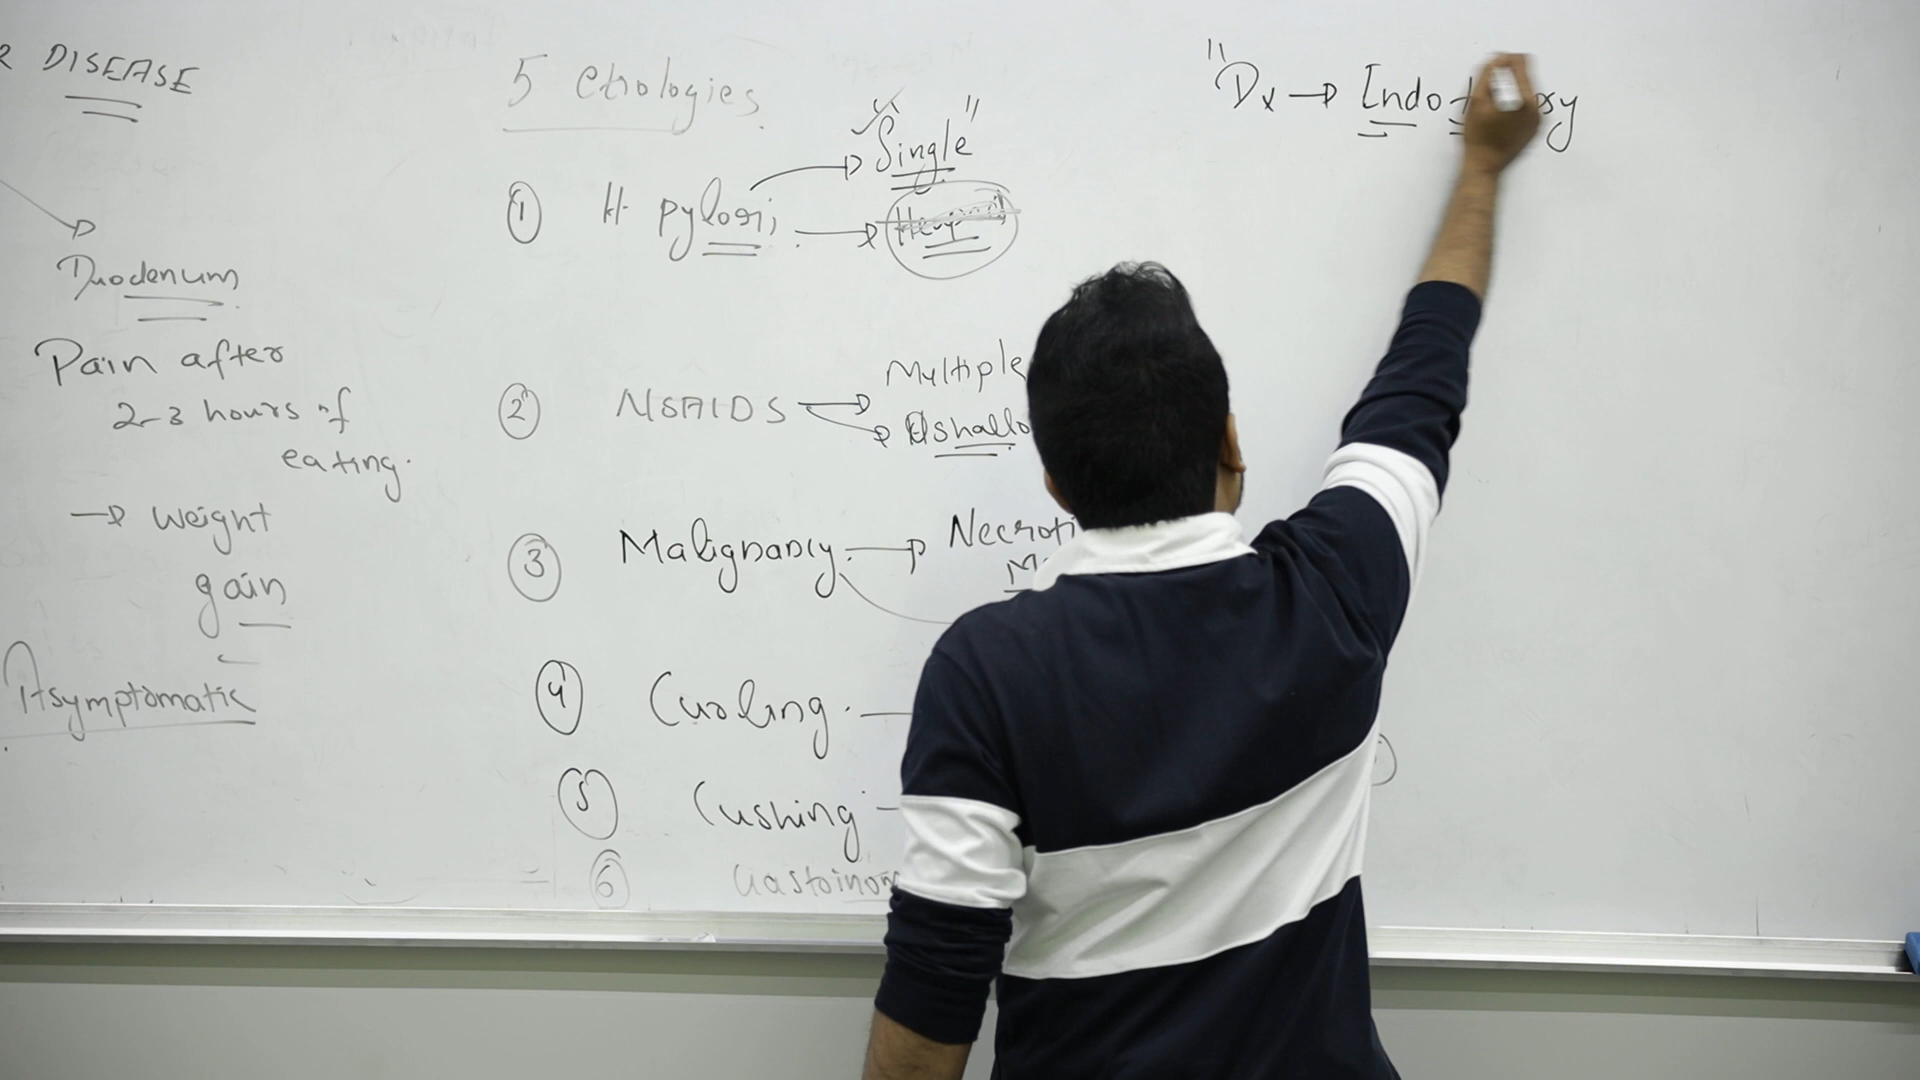 R DISEASE
Duodenum
Pain after
2-3 hours of
eating.
→ weight
gain
Asymptomatic
5 etiologies
"Single"
① H pylori
② NSAIDS
Multiple
shallo
③ Malignancy → Necroti
④ Curling
⑤ Cushing
⑥ Gastrinom
"Dx → Indo